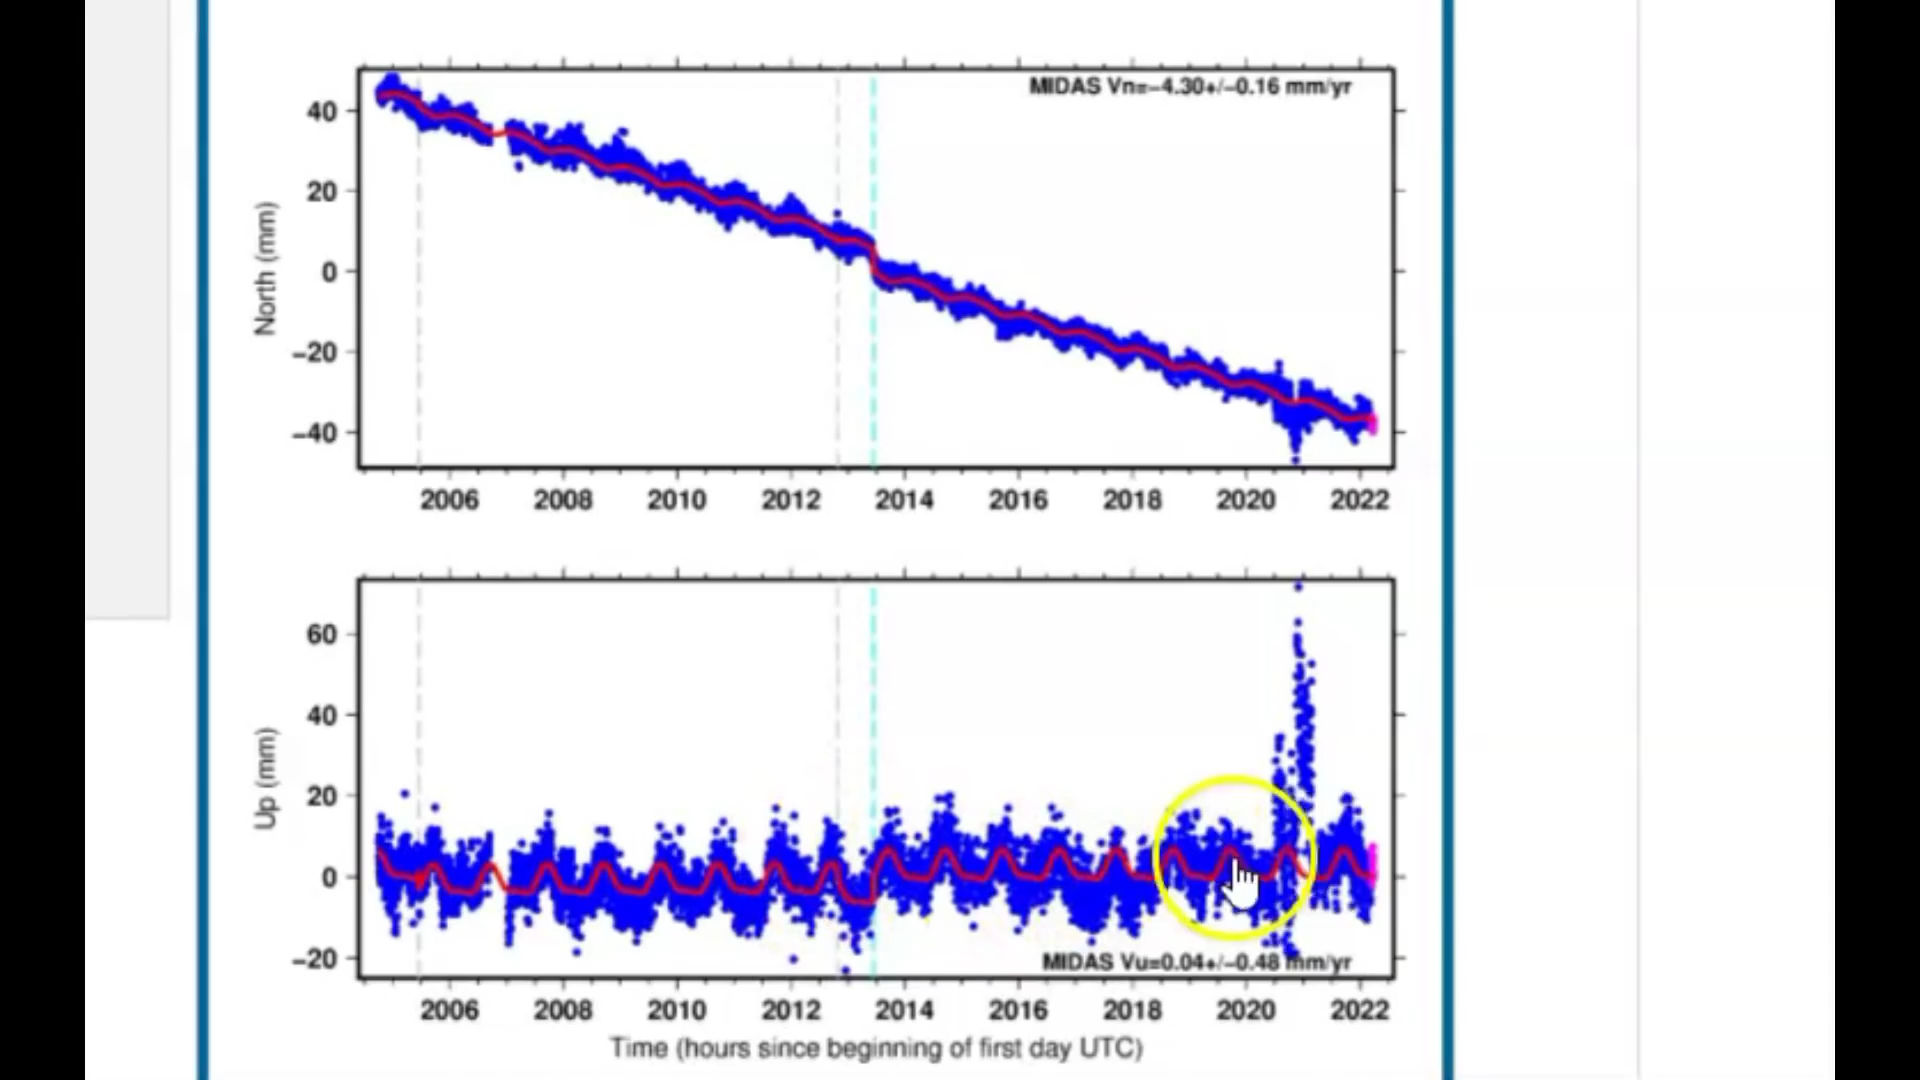 MIDAS Vn=−4.30+/−0.16 mm/yr
40
20
0
−20
−40
North (mm)
2006 2008 2010 2012 2014 2016 2018 2020 2022
60
40
20
0
−20
Up (mm)
MIDAS Vu=0.04+/−0.48 mm/yr
2006 2008 2010 2012 2014 2016 2018 2020 2022
Time (hours since beginning of first day UTC)